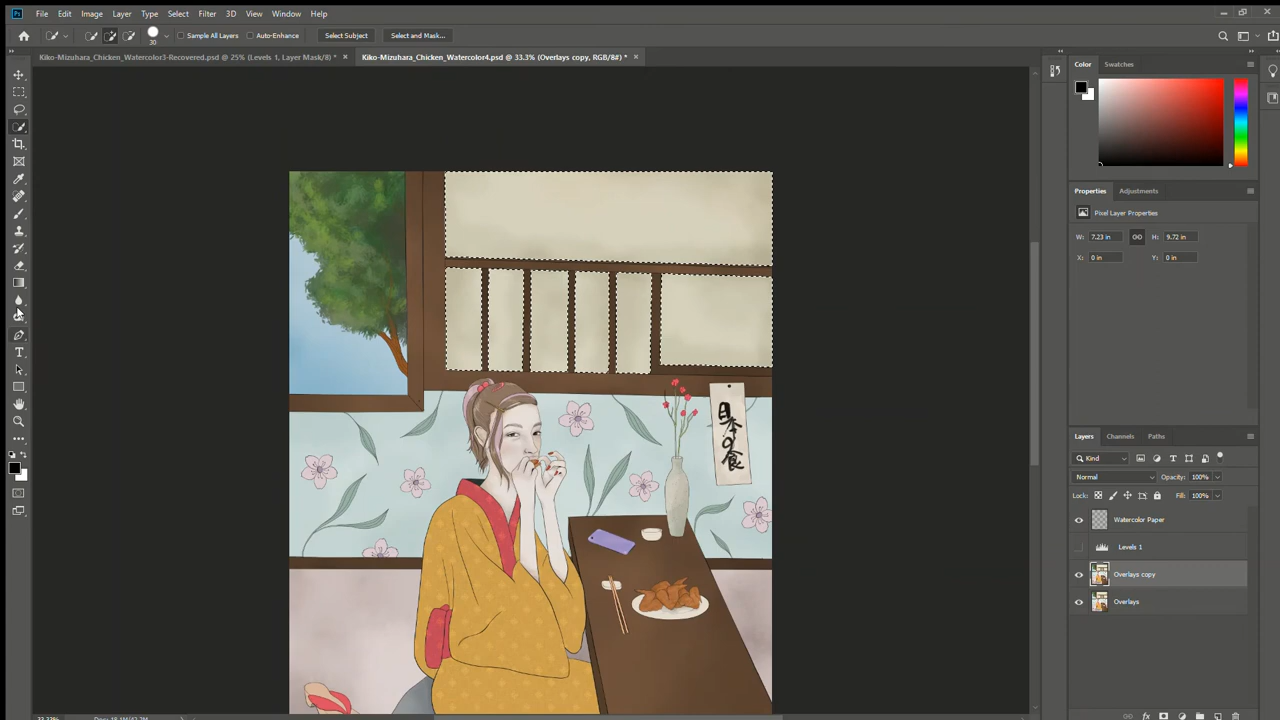 Ps File Edit Image Layer Type Select Filter 3D View Window Help
30 Sample All Layers Auto-Enhance Select Subject Select and Mask...
Kiko-Mizuhara_Chicken_Watercolor3-Recovered.psd @ 25% (Levels 1, Layer Mask/8) * × Kiko-Mizuhara_Chicken_Watercolor4.psd @ 33.3% (Overlays copy, RGB/8#) * ×
Color Swatches
Properties Adjustments
Pixel Layer Properties
W: 7.23 in H: 9.72 in
X: 0 in Y: 0 in
日本の食
Layers Channels Paths
Kind
Normal Opacity: 100%
Lock: Fill: 100%
Watercolor Paper
Levels 1
Overlays copy
Overlays
fx